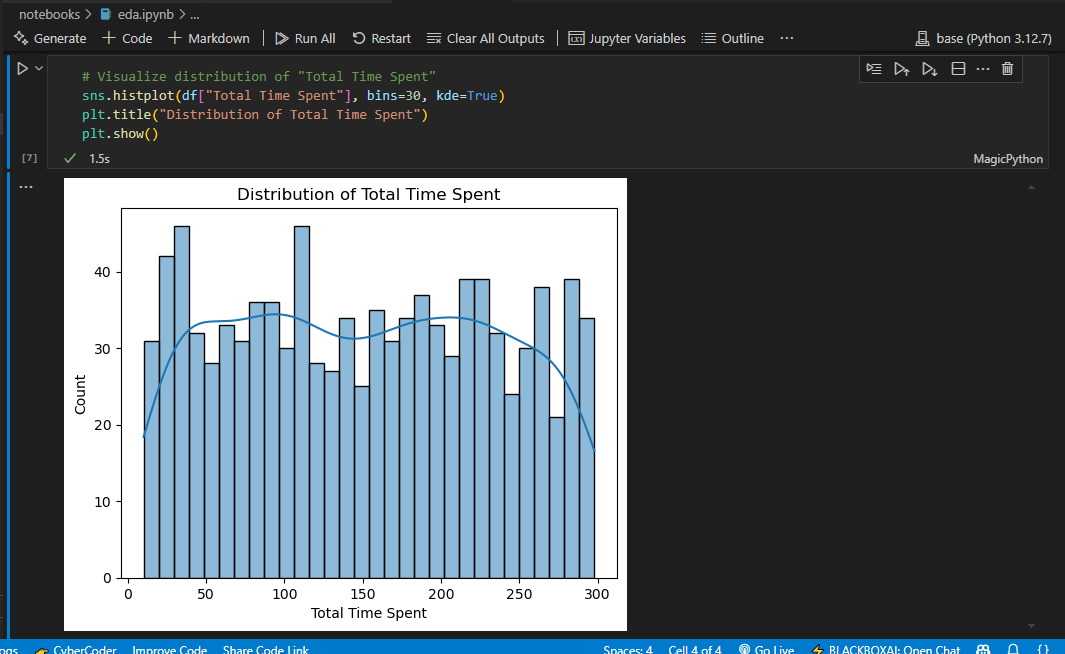 notebooks > eda.ipynb > ...
Generate + Code + Markdown | Run All Restart Clear All Outputs | Jupyter Variables Outline ... base (Python 3.12.7)
# Visualize distribution of "Total Time Spent"
sns.histplot(df["Total Time Spent"], bins=30, kde=True)
plt.title("Distribution of Total Time Spent")
plt.show()
[7] ✓ 1.5s MagicPython
...
Distribution of Total Time Spent
40
30
20
10
0
Count
0 50 100 150 200 250 300
Total Time Spent
CyberCoder Improve Code Share Code Link Spaces: 4 Cell 4 of 4 Go Live BLACKBOXAI: Open Chat {}